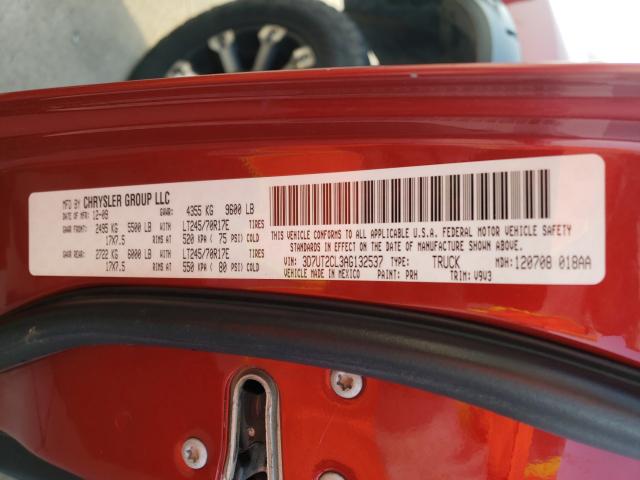 MFD BY CHRYSLER GROUP LLC
DATE OF MFR: 12-09 GVWR: 4355 KG 9600 LB
GAWR FRONT: 2495 KG 5500 LB LT245/70R17E TIRES
17X7.5 RIMS AT 520 KPA ( 75 PSI) COLD
GAWR REAR: 2722 KG 6000 LB LT245/70R17E TIRES
17X7.5 RIMS AT 550 KPA ( 80 PSI) COLD
THIS VEHICLE CONFORMS TO ALL APPLICABLE U.S.A. FEDERAL MOTOR VEHICLE SAFETY
STANDARDS IN EFFECT ON THE DATE OF MANUFACTURE SHOWN ABOVE.
VIN: 3D7UT2CL3AG132537 TYPE: TRUCK MDH: 120708 018AA
VEHICLE MADE IN MEXICO PAINT: PRH TRIM: V9V3